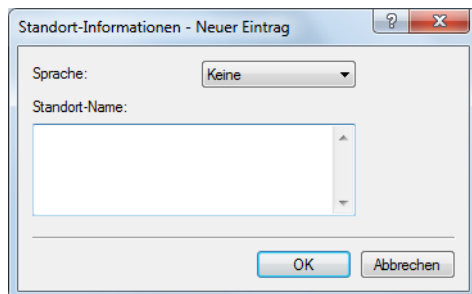 Standort-Informationen - Neuer Eintrag
?
Sprache:
Keine
Standort-Name:
OK
Abbrechen